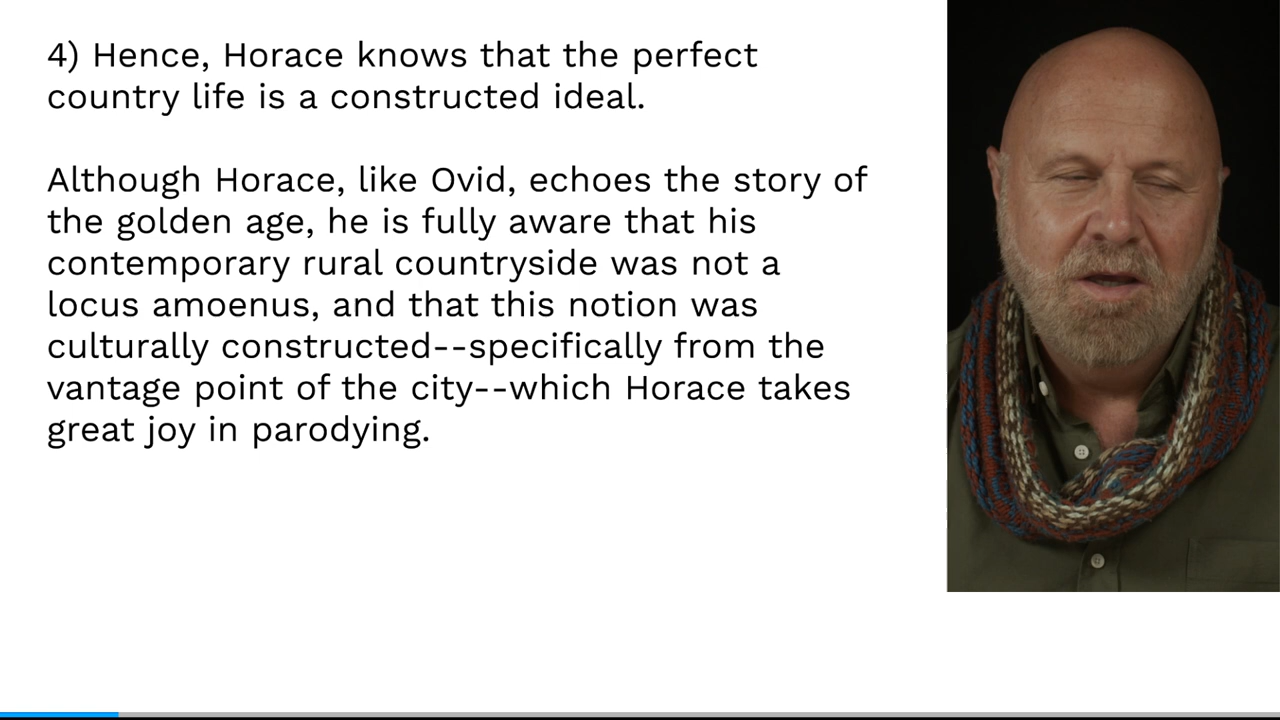 4) Hence, Horace knows that the perfect
country life is a constructed ideal.
Although Horace, like Ovid, echoes the story of
the golden age, he is fully aware that his
contemporary rural countryside was not a
locus amoenus, and that this notion was
culturally constructed--specifically from the
vantage point of the city--which Horace takes
great joy in parodying.